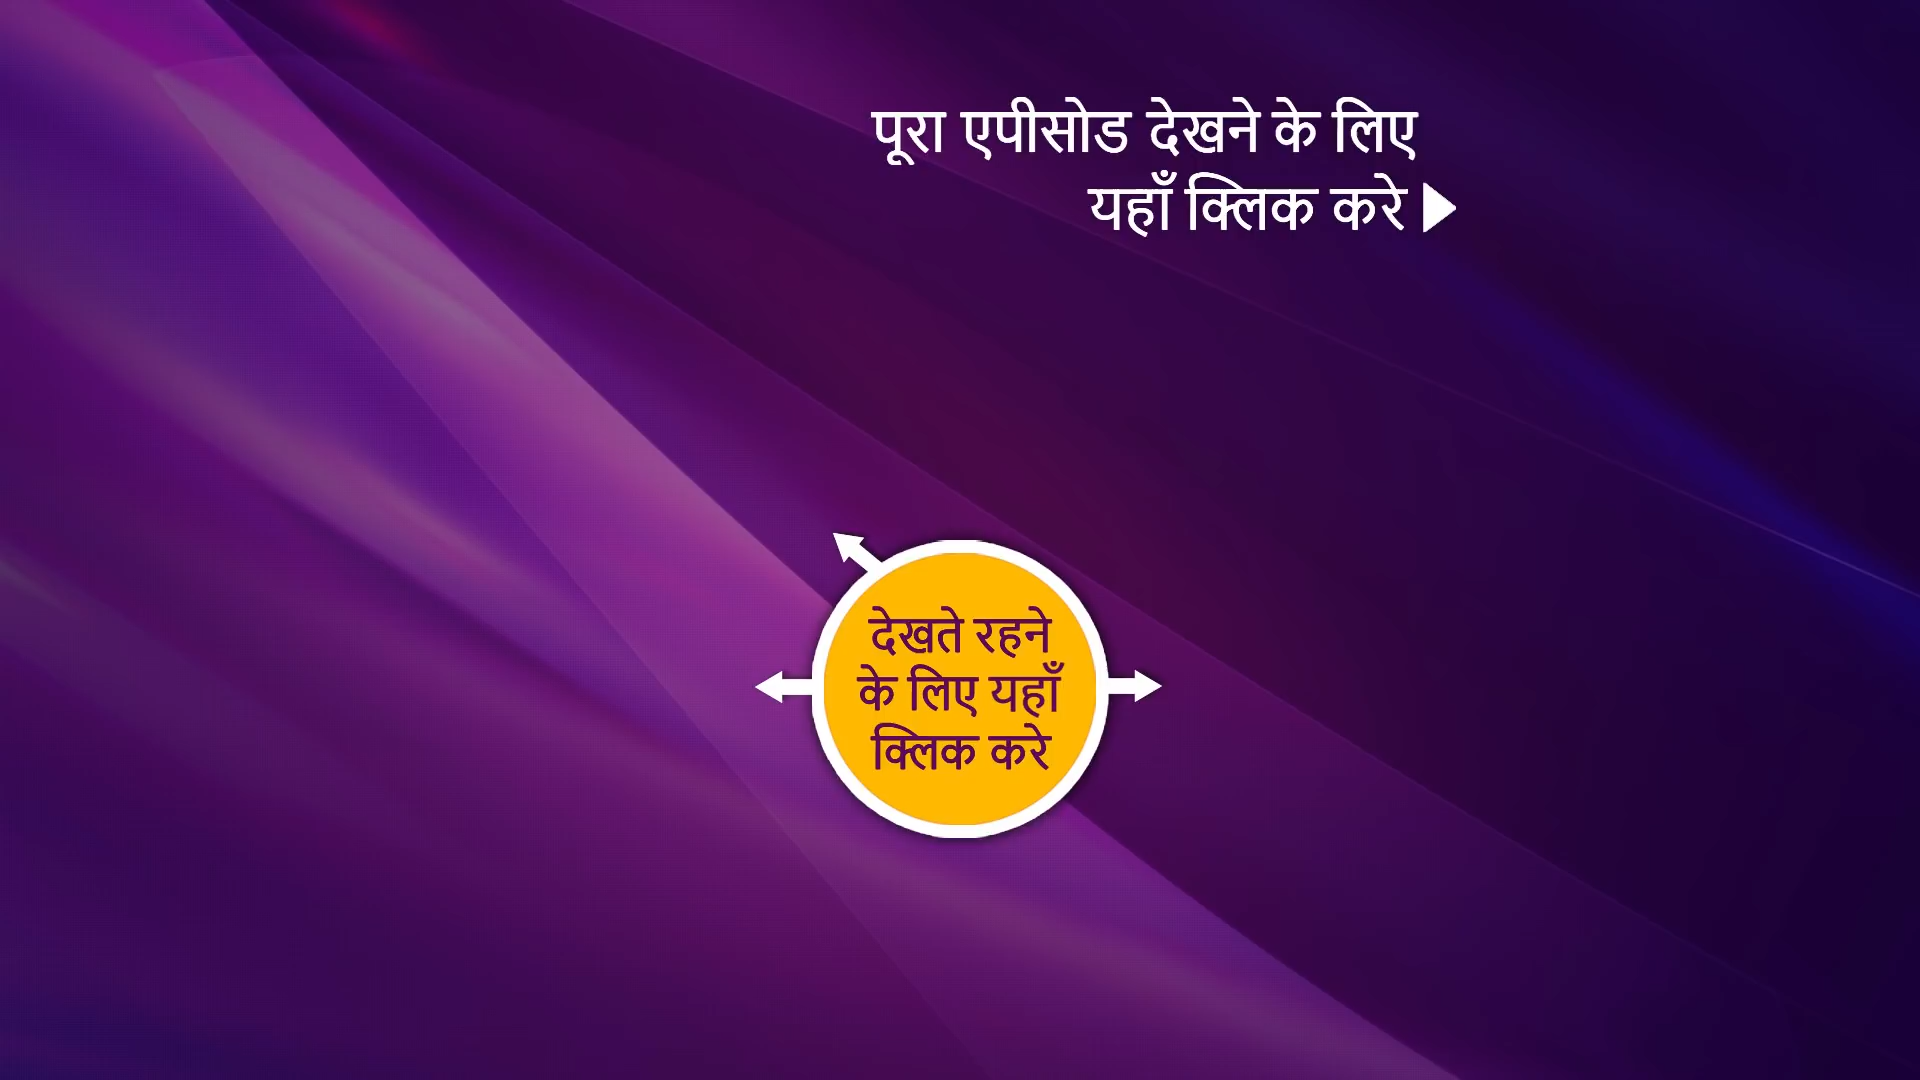 पूरा एपीसोड देखने के लिए
यहाँ क्लिक करे
देखते रहने
के लिए यहाँ
क्लिक करे